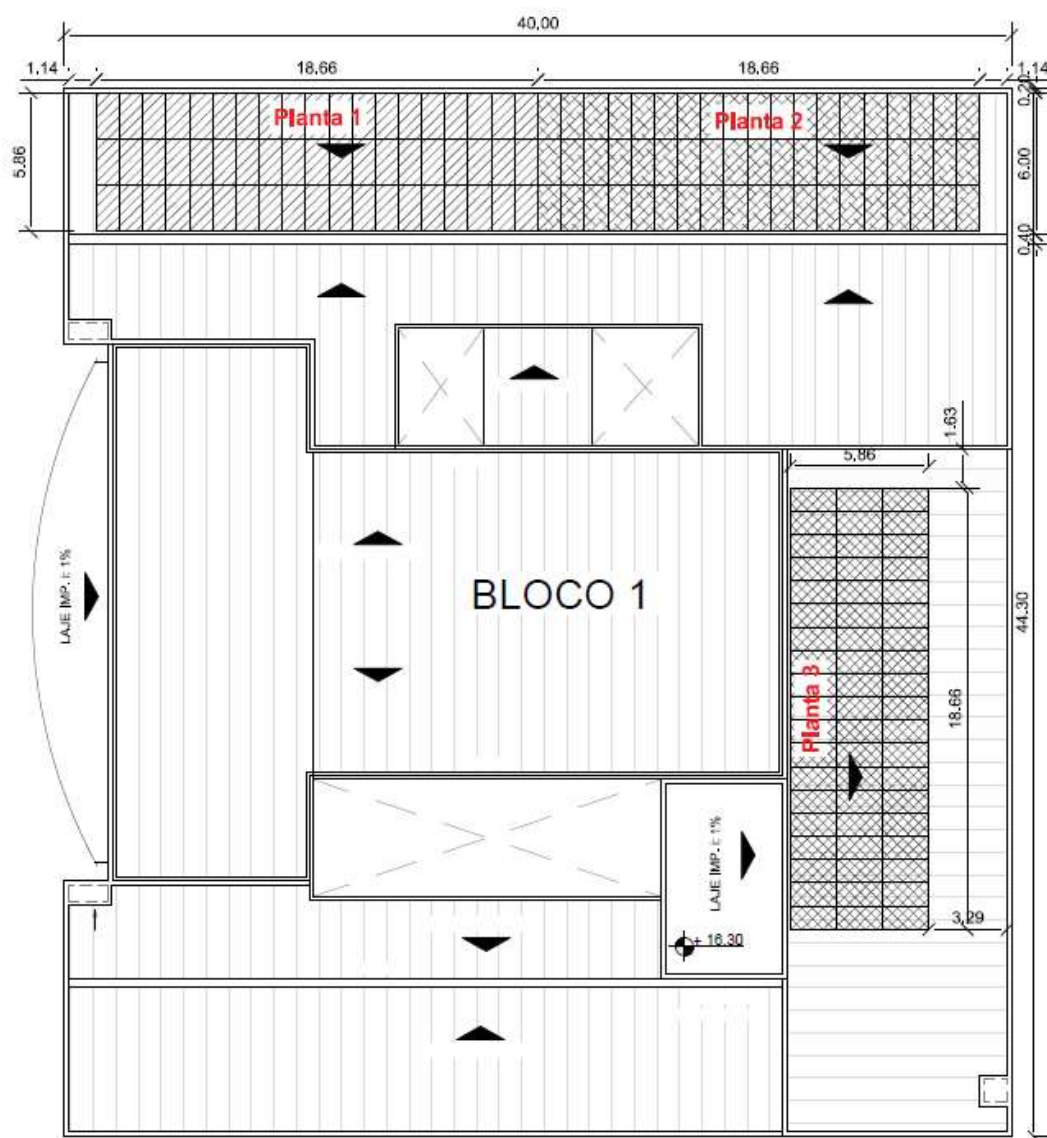 40,00
1,14
18,66
18,66
1,14
0,20
Planta 1
Planta 2
5,86
6,00
0,40
1,63
5,86
LAJE IMP. i: 1%
BLOCO 1
44,30
Planta 3
18,66
LAJE IMP. i: 1%
3,29
+ 16.30